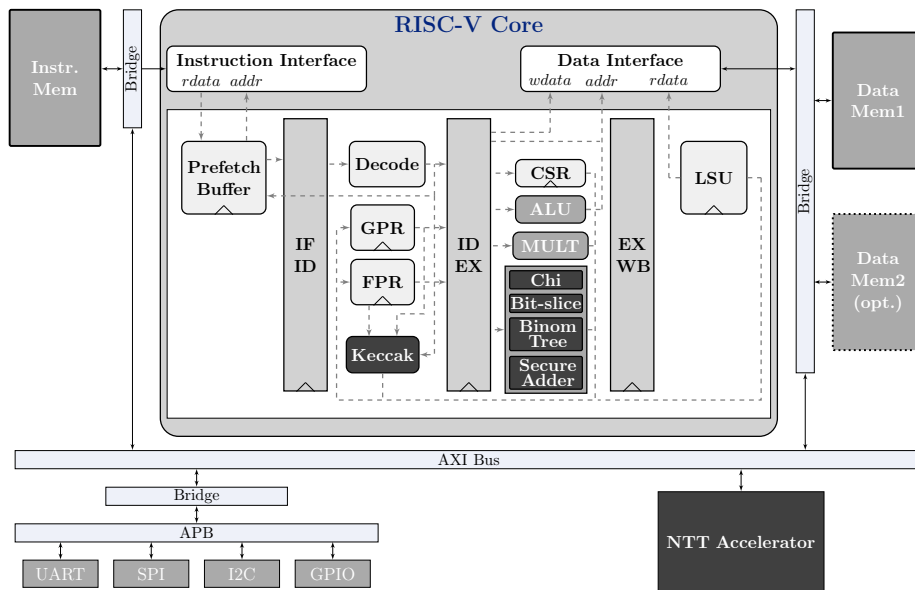 RISC-V Core
Instr.
Mem
Bridge
Instruction Interface
rdata addr
Data Interface
wdata addr rdata
Bridge
Data
Mem1
Data
Mem2
(opt.)
Prefetch
Buffer
IF
ID
Decode
GPR
FPR
Keccak
ID
EX
CSR
ALU
MULT
Chi
Bit-slice
Binom
Tree
Secure
Adder
EX
WB
LSU
AXI Bus
Bridge
APB
UART
SPI
I2C
GPIO
NTT Accelerator